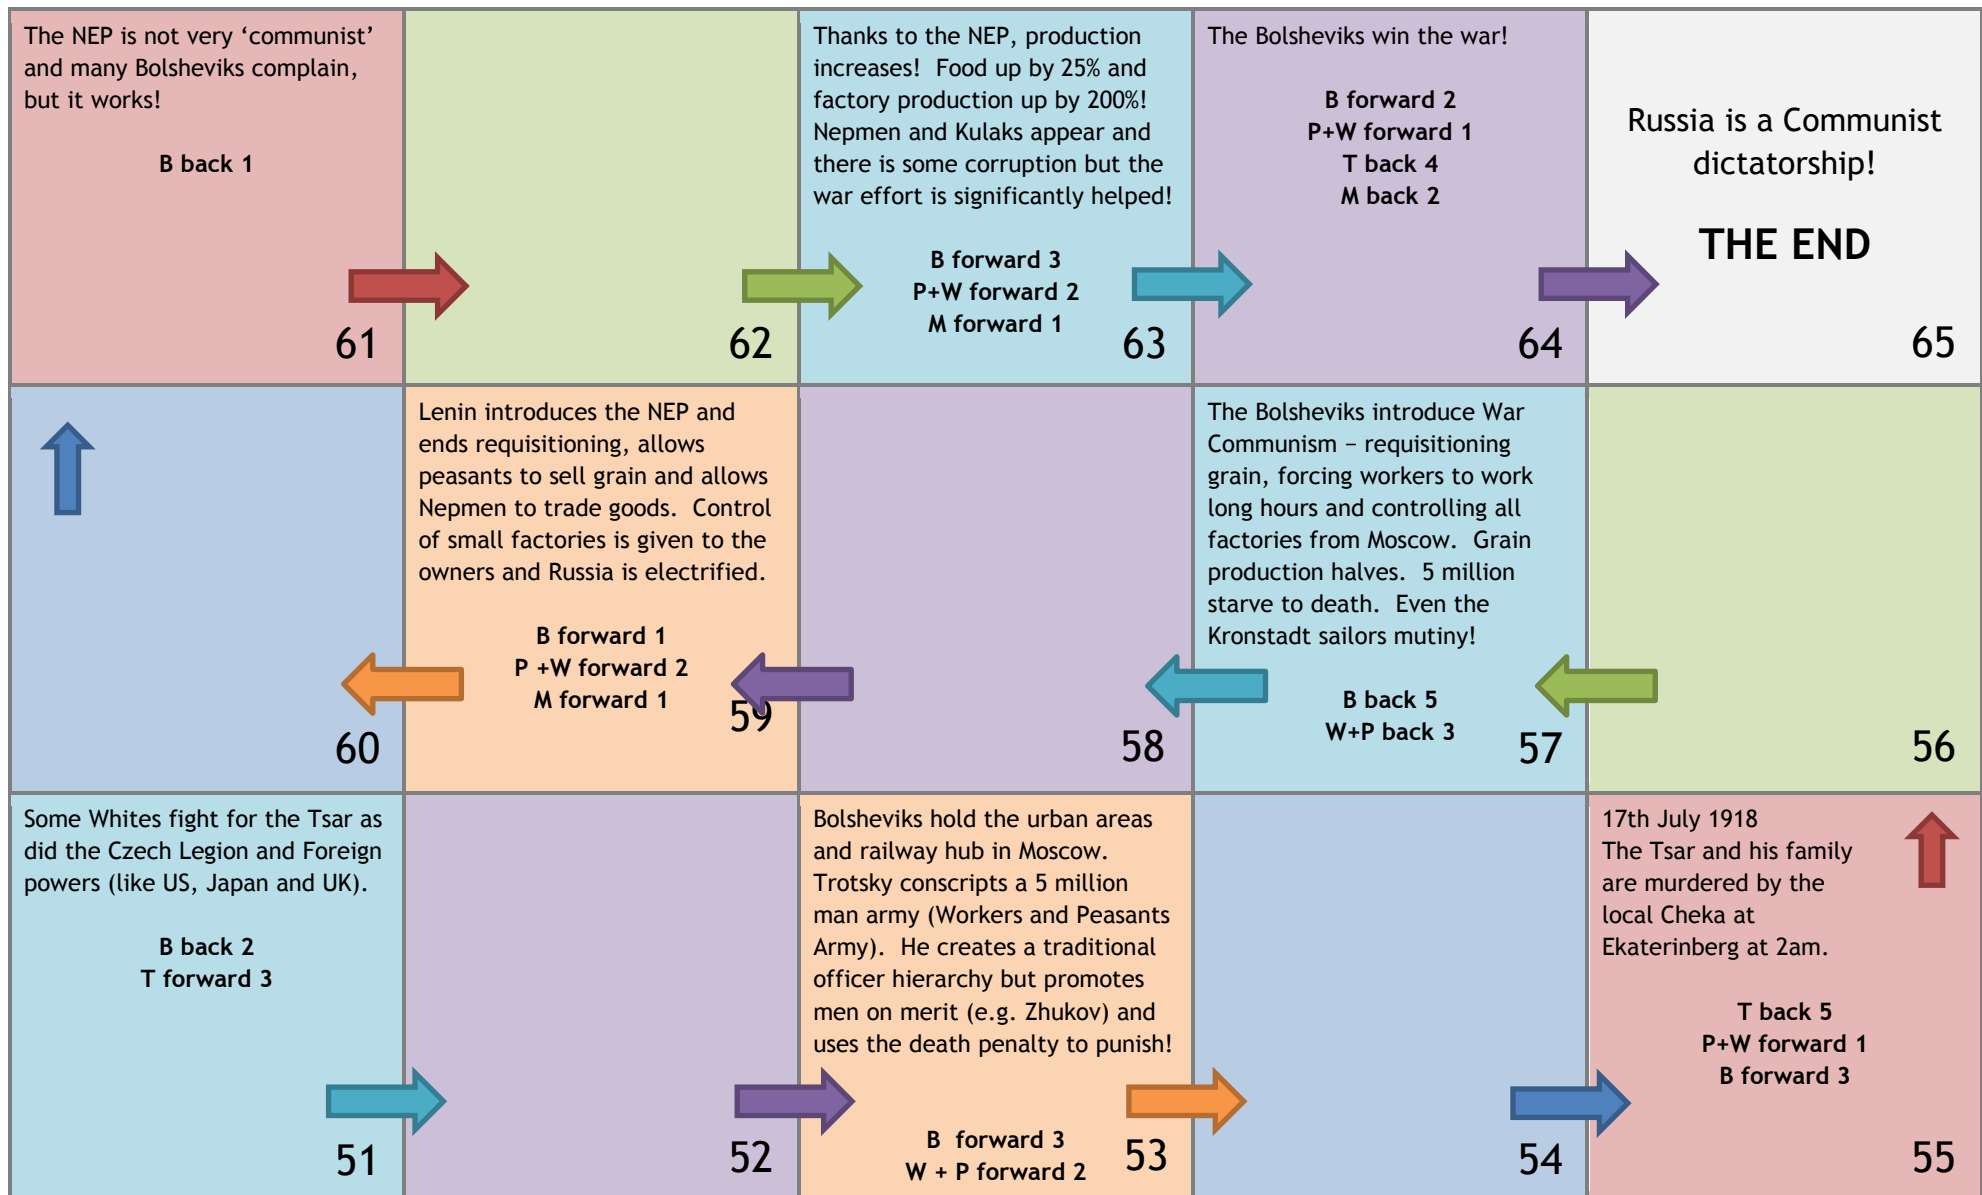 The NEP is not very ‘communist’
and many Bolsheviks complain,
but it works!
B back 1
61
62
Thanks to the NEP, production
increases!  Food up by 25% and
factory production up by 200%!
Nepmen and Kulaks appear and
there is some corruption but the
war effort is significantly helped!
B forward 3
P+W forward 2
M forward 1
63
The Bolsheviks win the war!
B forward 2
P+W forward 1
T back 4
M back 2
64
Russia is a Communist
dictatorship!
THE END
65
60
Lenin introduces the NEP and
ends requisitioning, allows
peasants to sell grain and allows
Nepmen to trade goods.  Control
of small factories is given to the
owners and Russia is electrified.
B forward 1
P +W forward 2
M forward 1
59
58
The Bolsheviks introduce War
Communism – requisitioning
grain, forcing workers to work
long hours and controlling all
factories from Moscow.  Grain
production halves.  5 million
starve to death.  Even the
Kronstadt sailors mutiny!
B back 5
W+P back 3
57
56
Some Whites fight for the Tsar as
did the Czech Legion and Foreign
powers (like US, Japan and UK).
B back 2
T forward 3
51
52
Bolsheviks hold the urban areas
and railway hub in Moscow.
Trotsky conscripts a 5 million
man army (Workers and Peasants
Army).  He creates a traditional
officer hierarchy but promotes
men on merit (e.g. Zhukov) and
uses the death penalty to punish!
B  forward 3
W + P forward 2
53
54
17th July 1918
The Tsar and his family
are murdered by the
local Cheka at
Ekaterinberg at 2am.
T back 5
P+W forward 1
B forward 3
55